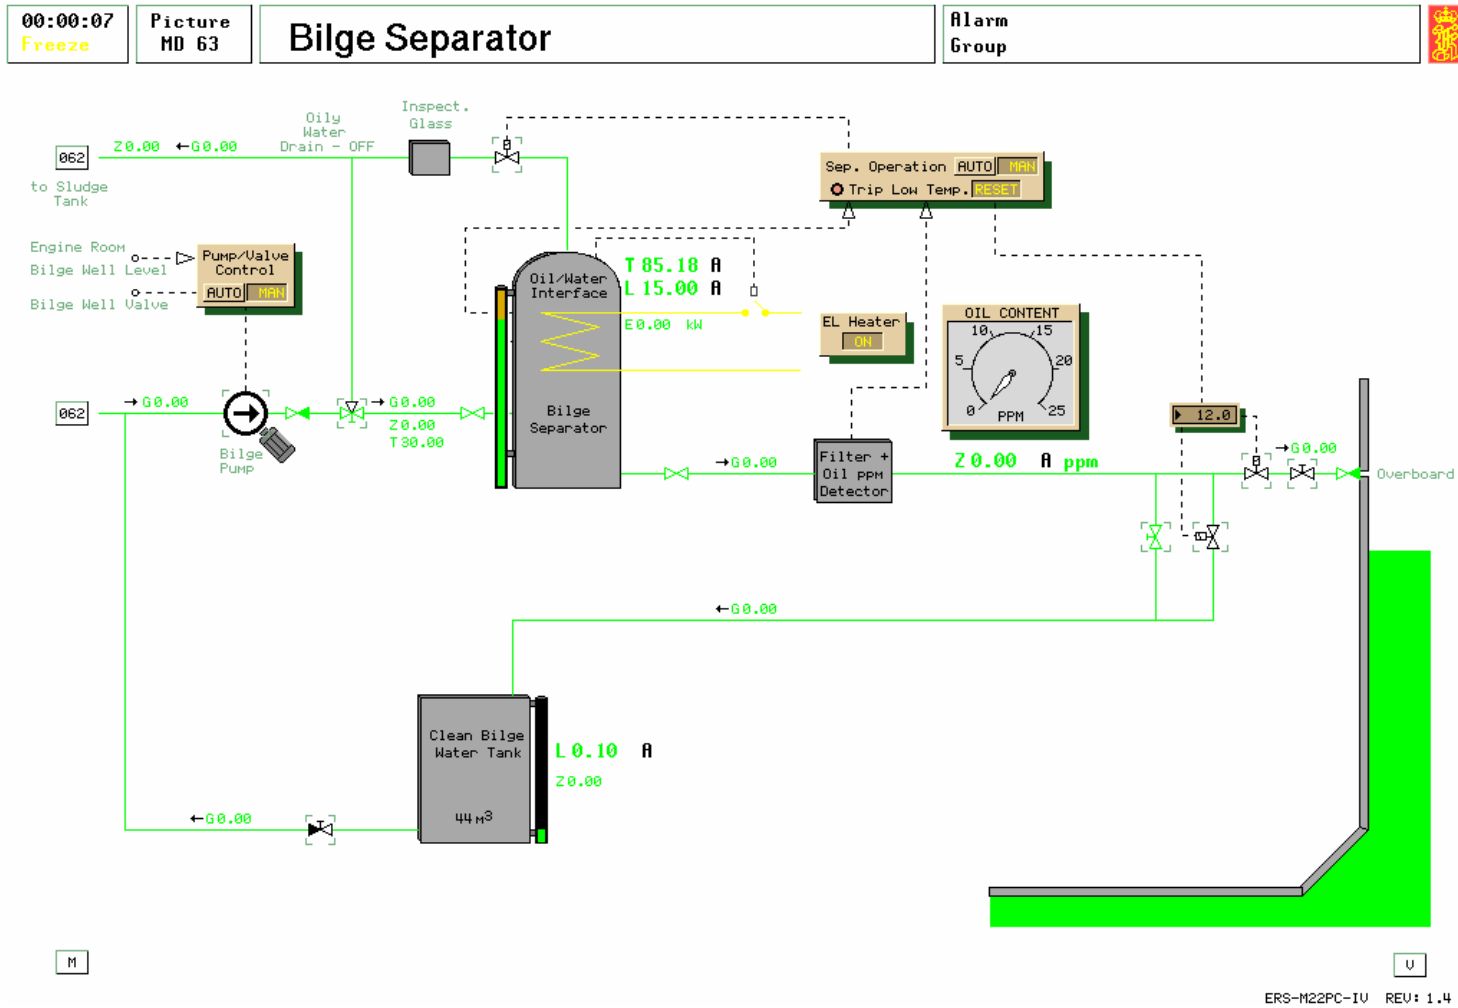 00:00:07
Freeze
Picture
MD 63
Bilge Separator
Alarm
Group
Inspect.
Glass
Oily
Water
Drain - OFF
062
Z0.00 ←G0.00
to Sludge
Tank
Sep. Operation AUTO MAN
Trip Low Temp. RESET
Engine Room
Bilge Well Level
Bilge Well Valve
Pump/Valve
Control
AUTO MAN
Oil/Water
Interface
T 85.18 A
L 15.00 A
E0.00 kW
EL Heater
ON
OIL CONTENT
0 5 10 15 20 25
PPM
062
→G0.00
Bilge
Pump
→G0.00
Z0.00
T30.00
Bilge
Separator
→G0.00
Filter +
Oil ppm
Detector
Z 0.00 A ppm
12.0
→G0.00
Overboard
←G0.00
Clean Bilge
Water Tank
44 m3
L 0.10 A
Z0.00
←G0.00
M
V
ERS-M22PC-IV REV: 1.4